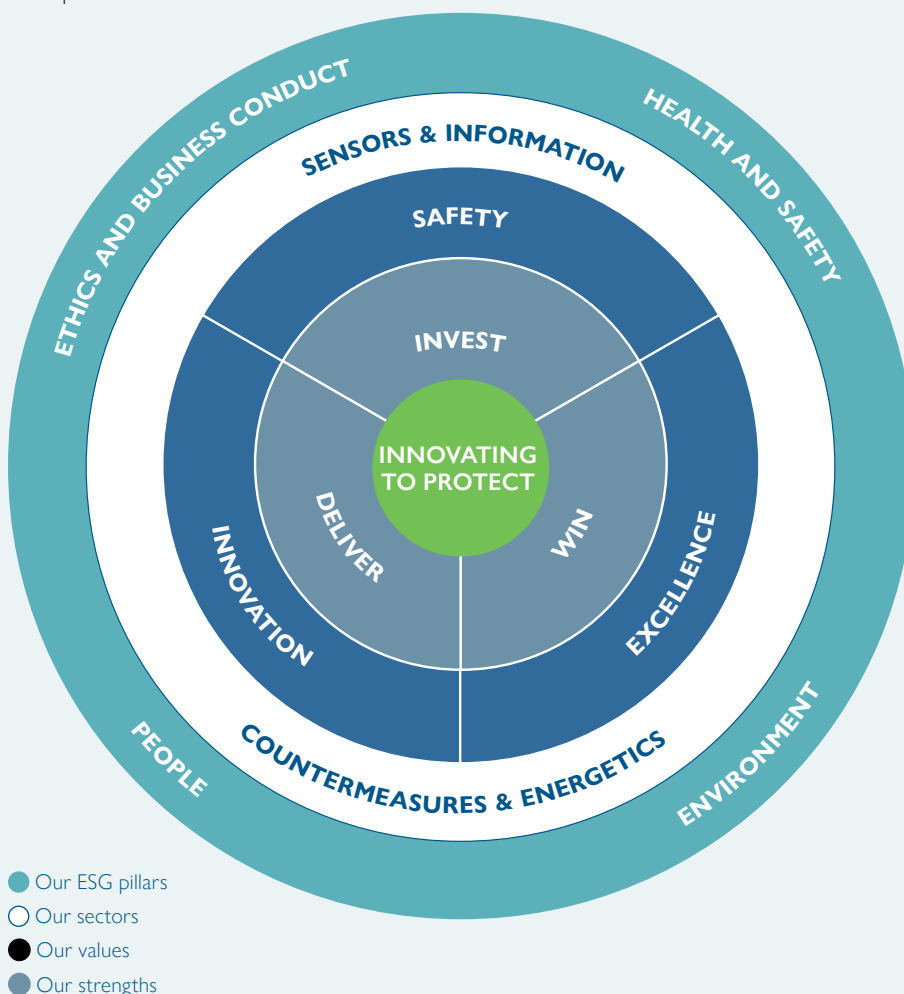 ETHICS AND BUSINESS CONDUCT
HEALTH AND SAFETY
SENSORS & INFORMATION
SAFETY
INVEST
INNOVATING
TO PROTECT
DELIVER
WIN
INNOVATION
EXCELLENCE
COUNTERMEASURES & ENERGETICS
PEOPLE
ENVIRONMENT
Our ESG pillars
Our sectors
Our values
Our strengths